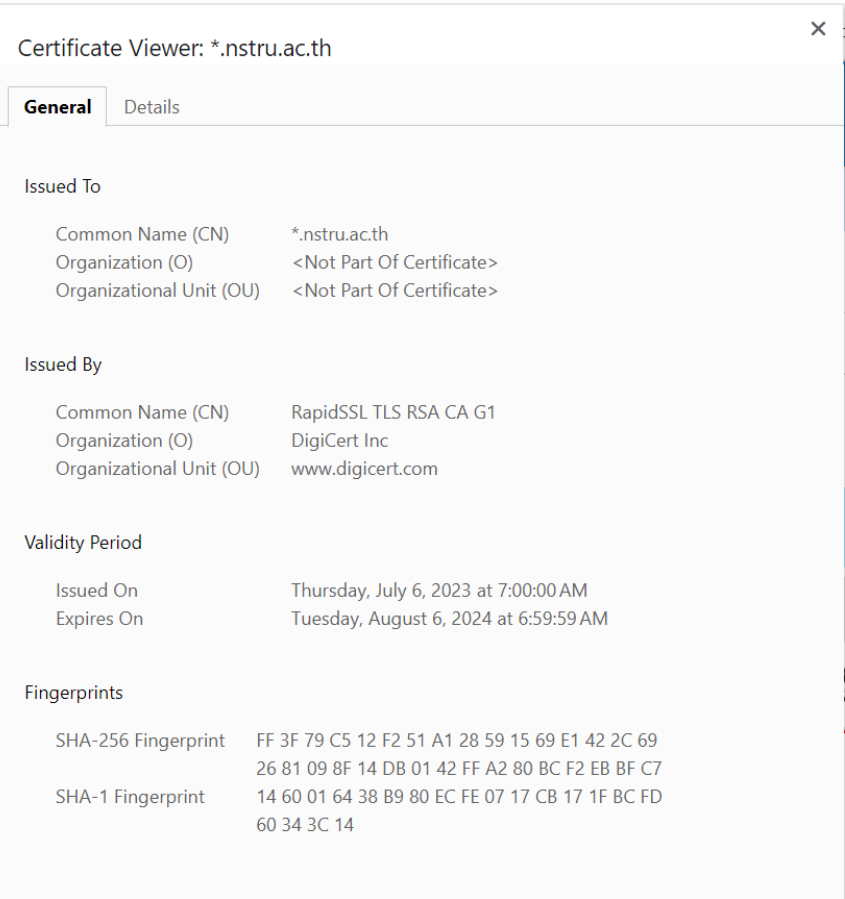 Certificate Viewer: *.nstru.ac.th
General Details
Issued To
Common Name (CN) *.nstru.ac.th
Organization (O) <Not Part Of Certificate>
Organizational Unit (OU) <Not Part Of Certificate>
Issued By
Common Name (CN) RapidSSL TLS RSA CA G1
Organization (O) DigiCert Inc
Organizational Unit (OU) www.digicert.com
Validity Period
Issued On Thursday, July 6, 2023 at 7:00:00 AM
Expires On Tuesday, August 6, 2024 at 6:59:59 AM
Fingerprints
SHA-256 Fingerprint FF 3F 79 C5 12 F2 51 A1 28 59 15 69 E1 42 2C 69
26 81 09 8F 14 DB 01 42 FF A2 80 BC F2 EB BF C7
SHA-1 Fingerprint 14 60 01 64 38 B9 80 EC FE 07 17 CB 17 1F BC FD
60 34 3C 14